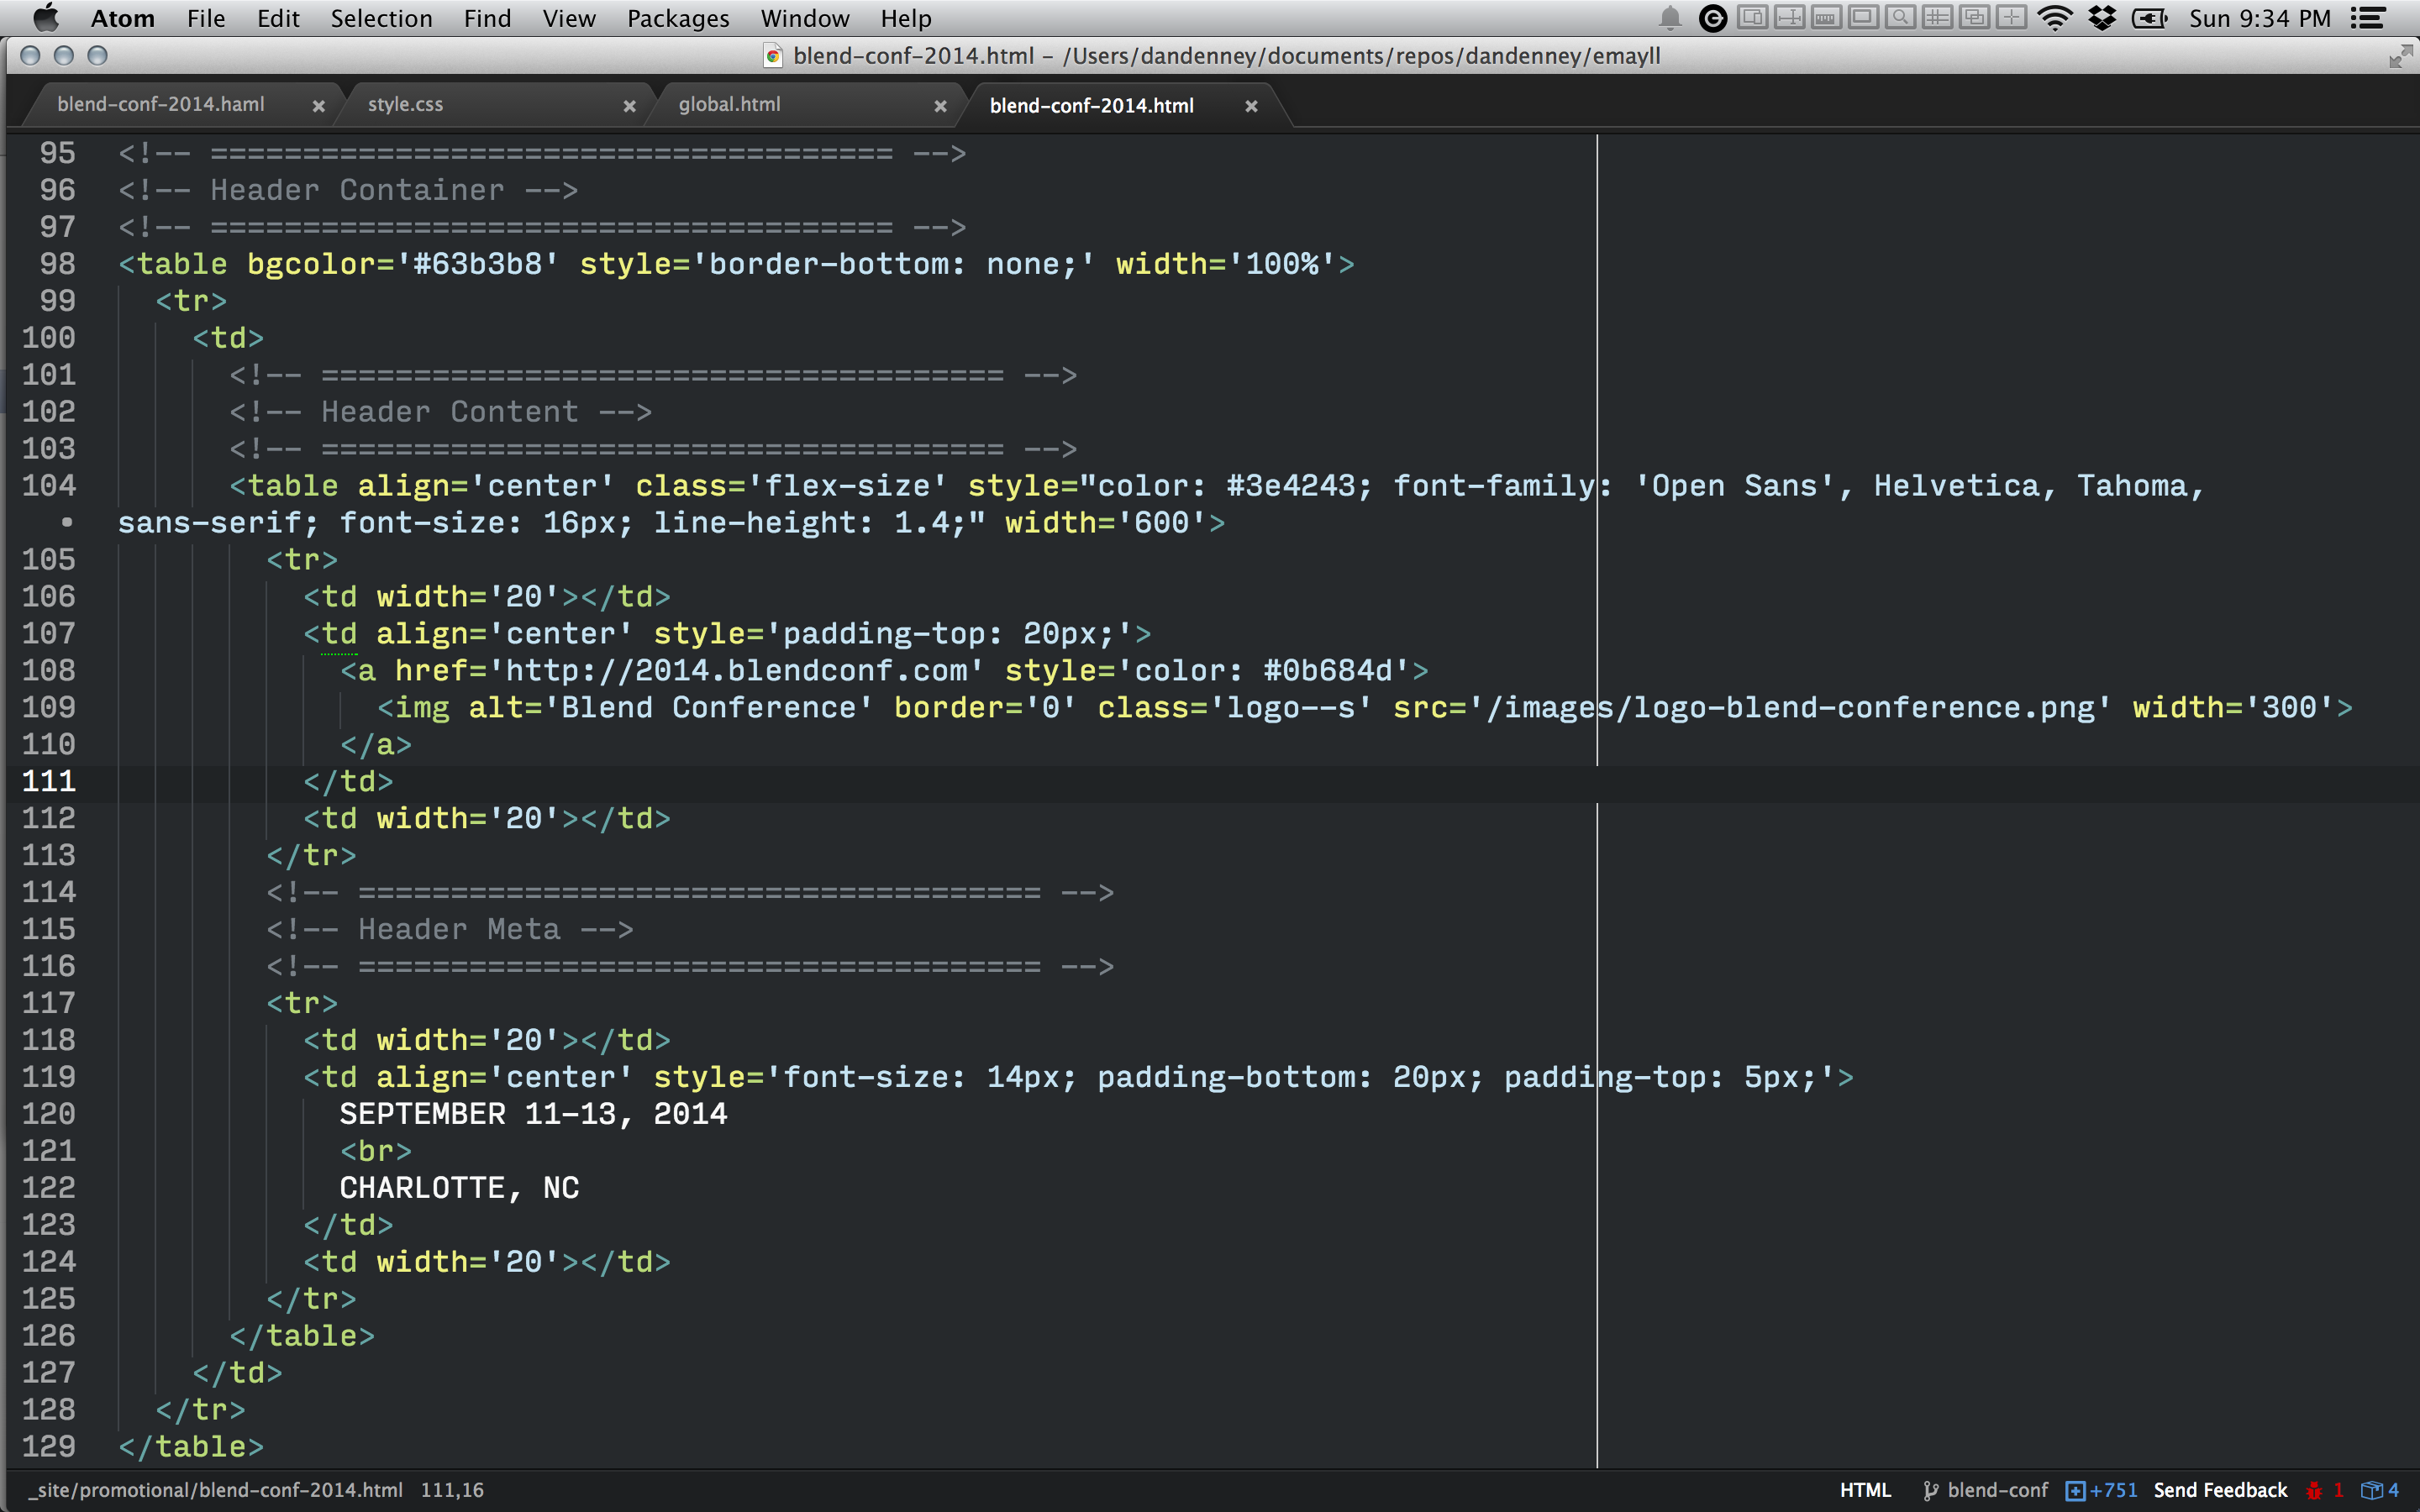 Atom File Edit Selection Find View Packages Window Help Sun 9:34 PM
blend-conf-2014.html - /Users/dandenney/documents/repos/dandenney/emayll
blend-conf-2014.haml style.css global.html blend-conf-2014.html
95 <!-- ===================================== -->
96 <!-- Header Container -->
97 <!-- ===================================== -->
98 <table bgcolor='#63b3b8' style='border-bottom: none;' width='100%'>
99 <tr>
100 <td>
101 <!-- ===================================== -->
102 <!-- Header Content -->
103 <!-- ===================================== -->
104 <table align='center' class='flex-size' style="color: #3e4243; font-family: 'Open Sans', Helvetica, Tahoma,
• sans-serif; font-size: 16px; line-height: 1.4;" width='600'>
105 <tr>
106 <td width='20'></td>
107 <td align='center' style='padding-top: 20px;'>
108 <a href='http://2014.blendconf.com' style='color: #0b684d'>
109 <img alt='Blend Conference' border='0' class='logo--s' src='/images/logo-blend-conference.png' width='300'>
110 </a>
111 </td>
112 <td width='20'></td>
113 </tr>
114 <!-- ===================================== -->
115 <!-- Header Meta -->
116 <!-- ===================================== -->
117 <tr>
118 <td width='20'></td>
119 <td align='center' style='font-size: 14px; padding-bottom: 20px; padding-top: 5px;'>
120 SEPTEMBER 11-13, 2014
121 <br>
122 CHARLOTTE, NC
123 </td>
124 <td width='20'></td>
125 </tr>
126 </table>
127 </td>
128 </tr>
129 </table>
_site/promotional/blend-conf-2014.html 111,16 HTML blend-conf +751 Send Feedback 1 4